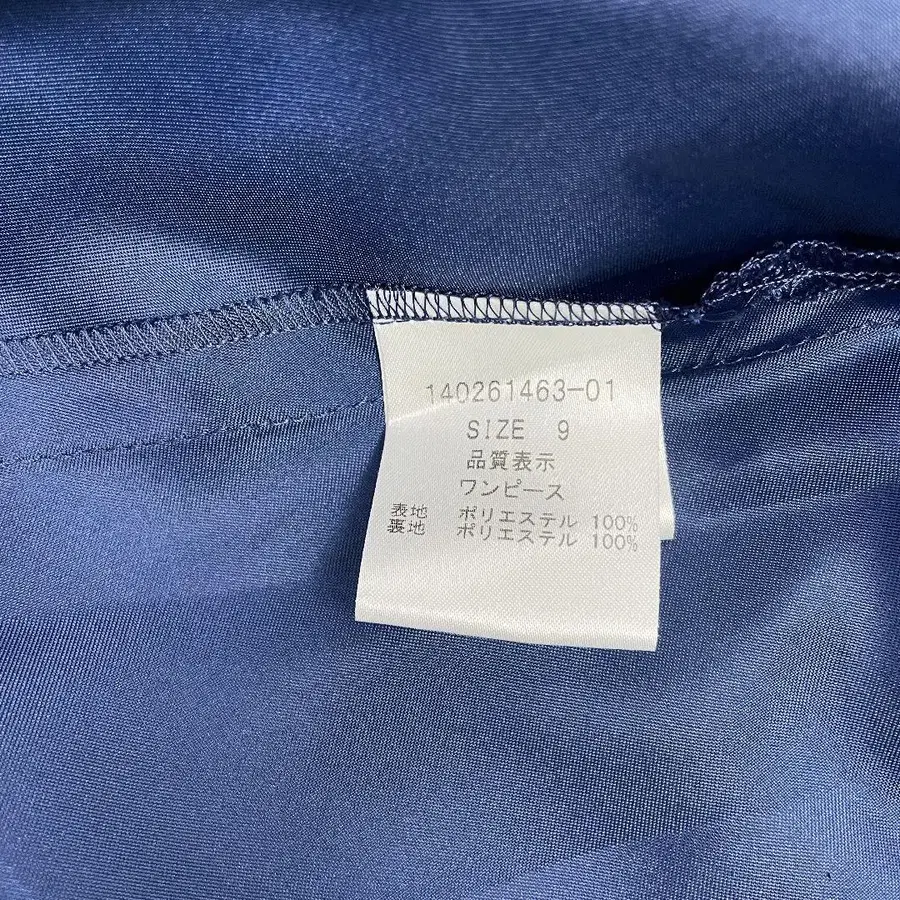 140261463-01
SIZE 9
品質表示
ワンピース
表地 ポリエステル 100%
裏地 ポリエステル 100%